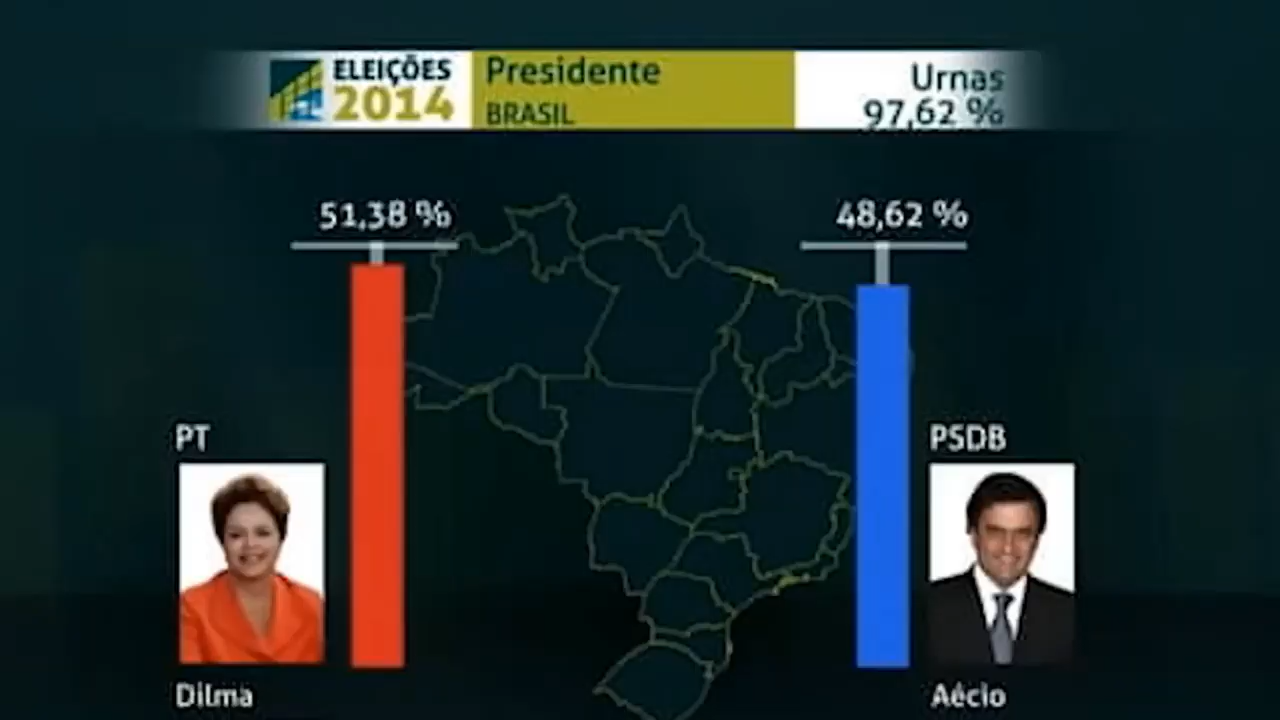 ELEIÇÕES
2014
Presidente
BRASIL
Urnas
97,62 %
51,38 %
48,62 %
PT
PSDB
Dilma
Aécio